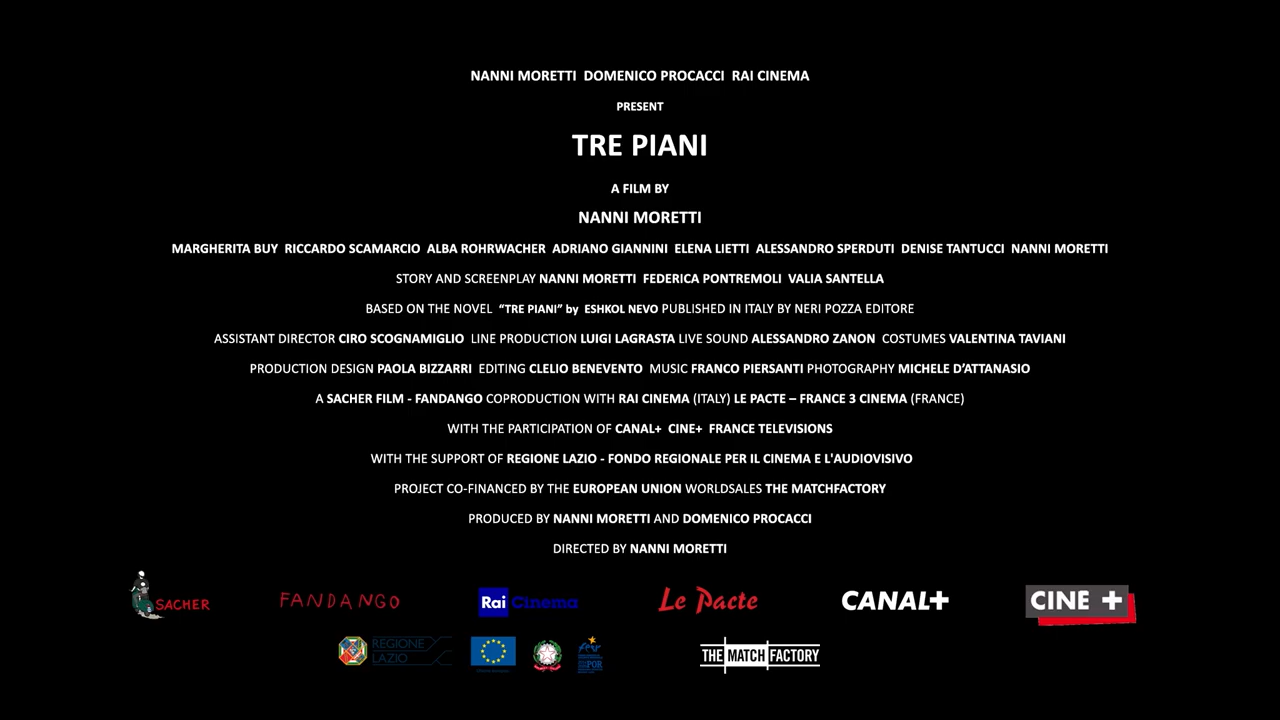 NANNI MORETTI DOMENICO PROCACCI RAI CINEMA
PRESENT
TRE PIANI
A FILM BY
NANNI MORETTI
MARGHERITA BUY RICCARDO SCAMARCIO ALBA ROHRWACHER ADRIANO GIANNINI ELENA LIETTI ALESSANDRO SPERDUTI DENISE TANTUCCI NANNI MORETTI
STORY AND SCREENPLAY NANNI MORETTI FEDERICA PONTREMOLI VALIA SANTELLA
BASED ON THE NOVEL “TRE PIANI” by ESHKOL NEVO PUBLISHED IN ITALY BY NERI POZZA EDITORE
ASSISTANT DIRECTOR CIRO SCOGNAMIGLIO LINE PRODUCTION LUIGI LAGRASTA LIVE SOUND ALESSANDRO ZANON COSTUMES VALENTINA TAVIANI
PRODUCTION DESIGN PAOLA BIZZARRI EDITING CLELIO BENEVENTO MUSIC FRANCO PIERSANTI PHOTOGRAPHY MICHELE D’ATTANASIO
A SACHER FILM - FANDANGO COPRODUCTION WITH RAI CINEMA (ITALY) LE PACTE – FRANCE 3 CINEMA (FRANCE)
WITH THE PARTICIPATION OF CANAL+ CINE+ FRANCE TELEVISIONS
WITH THE SUPPORT OF REGIONE LAZIO - FONDO REGIONALE PER IL CINEMA E L'AUDIOVISIVO
PROJECT CO-FINANCED BY THE EUROPEAN UNION WORLDSALES THE MATCHFACTORY
PRODUCED BY NANNI MORETTI AND DOMENICO PROCACCI
DIRECTED BY NANNI MORETTI
SACHER FANDANGO Rai Cinema Le Pacte CANAL+ CINE +
REGIONE
LAZIO
POR
THE MATCH FACTORY